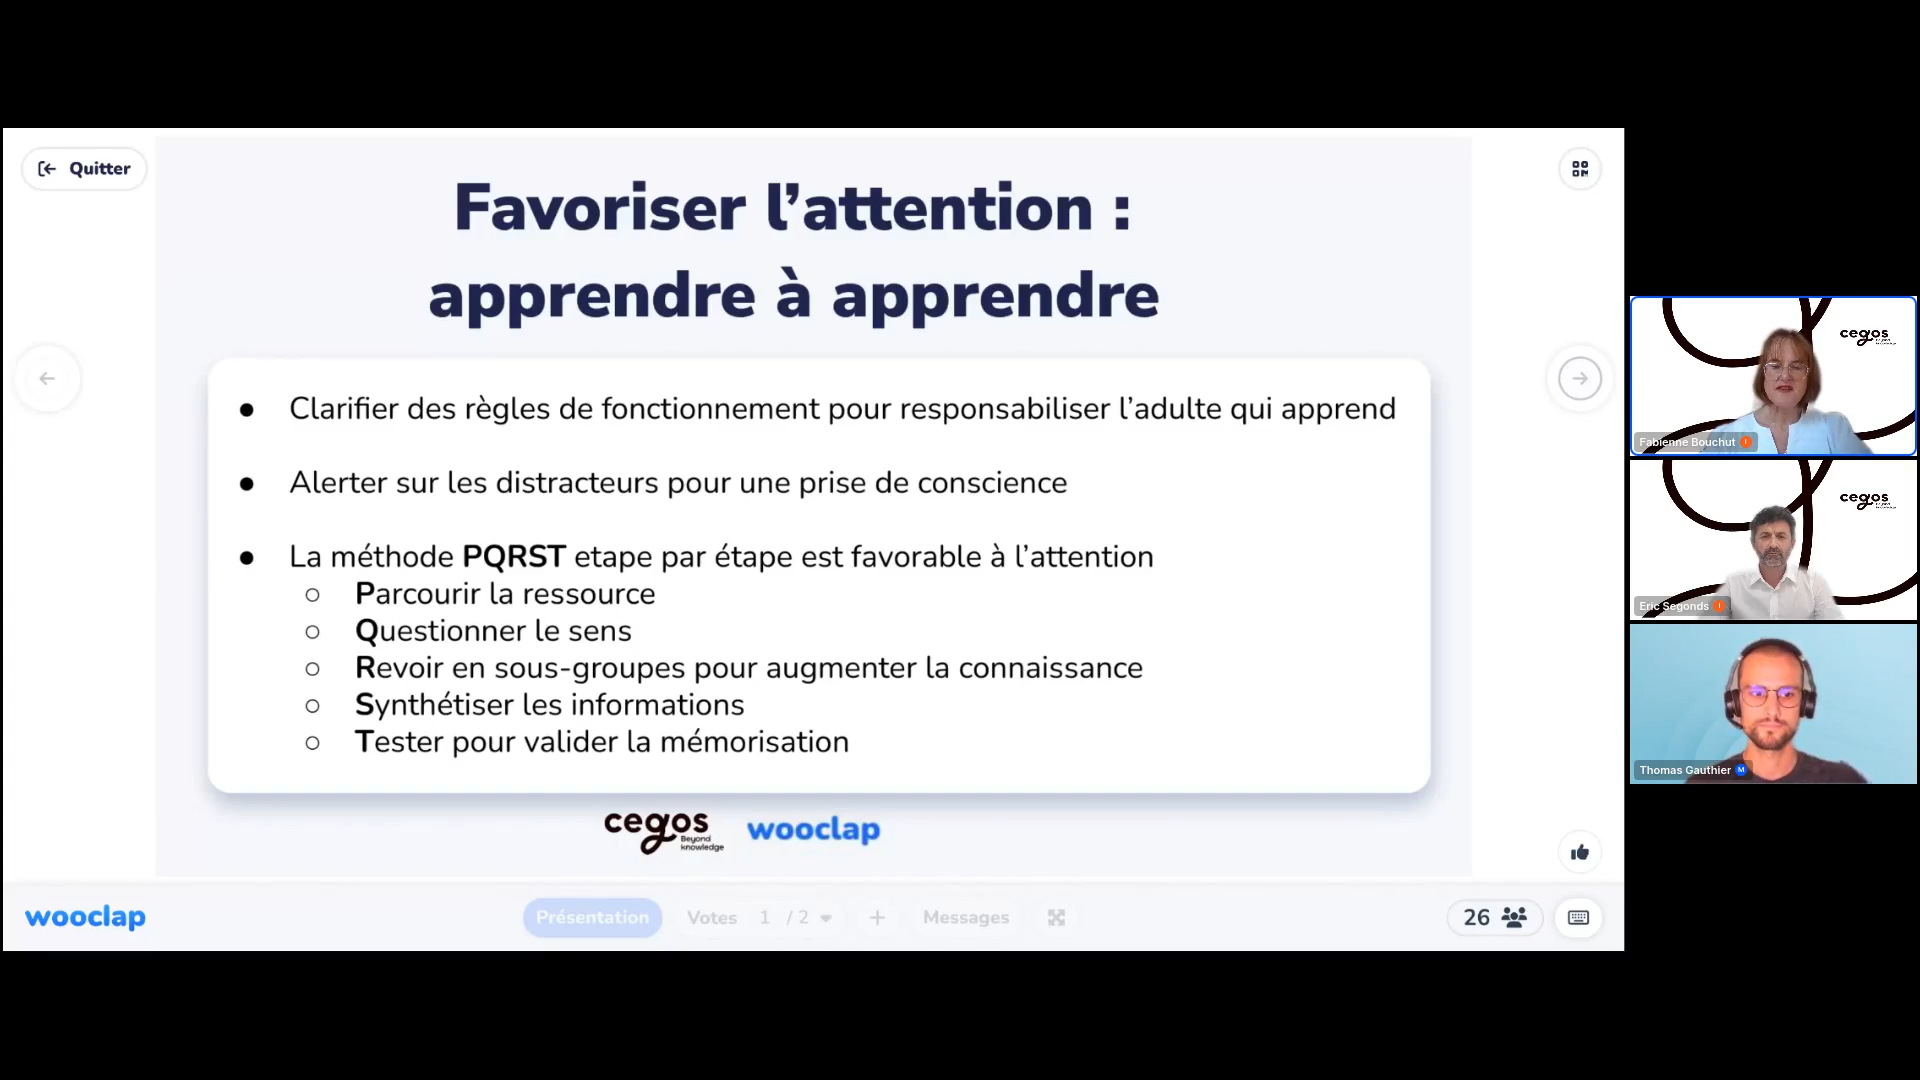 Quitter
Favoriser l’attention :
apprendre à apprendre
● Clarifier des règles de fonctionnement pour responsabiliser l’adulte qui apprend
● Alerter sur les distracteurs pour une prise de conscience
● La méthode PQRST etape par étape est favorable à l’attention
○ Parcourir la ressource
○ Questionner le sens
○ Revoir en sous-groupes pour augmenter la connaissance
○ Synthétiser les informations
○ Tester pour valider la mémorisation
cegos
Beyond
knowledge
wooclap
wooclap
Présentation
Votes 1 / 2
Messages
26
cegos
Fabienne Bouchut
cegos
Eric Segonds
Thomas Gauthier M